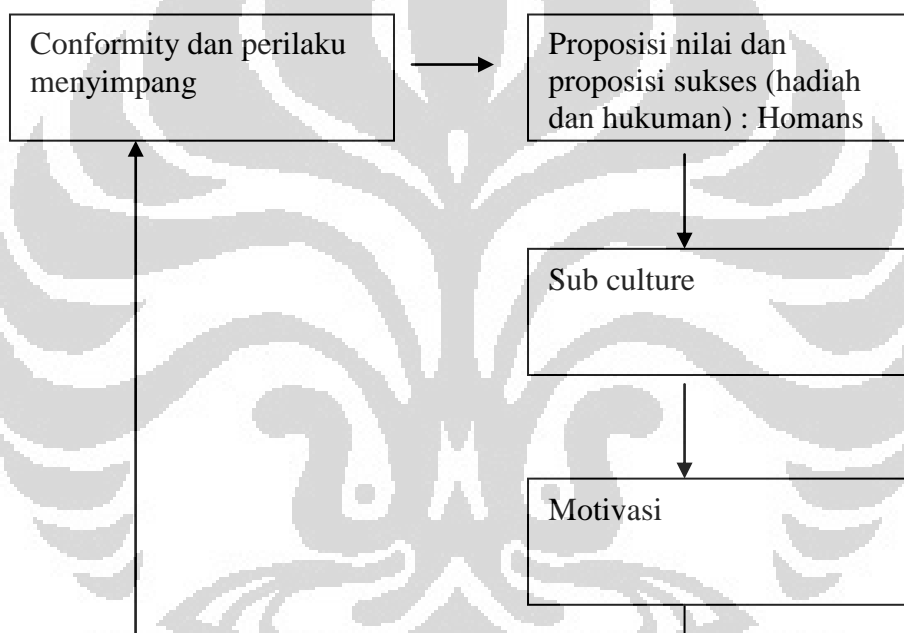 Conformity dan perilaku
menyimpang
Proposisi nilai dan
proposisi sukses (hadiah
dan hukuman) : Homans
Sub culture
Motivasi